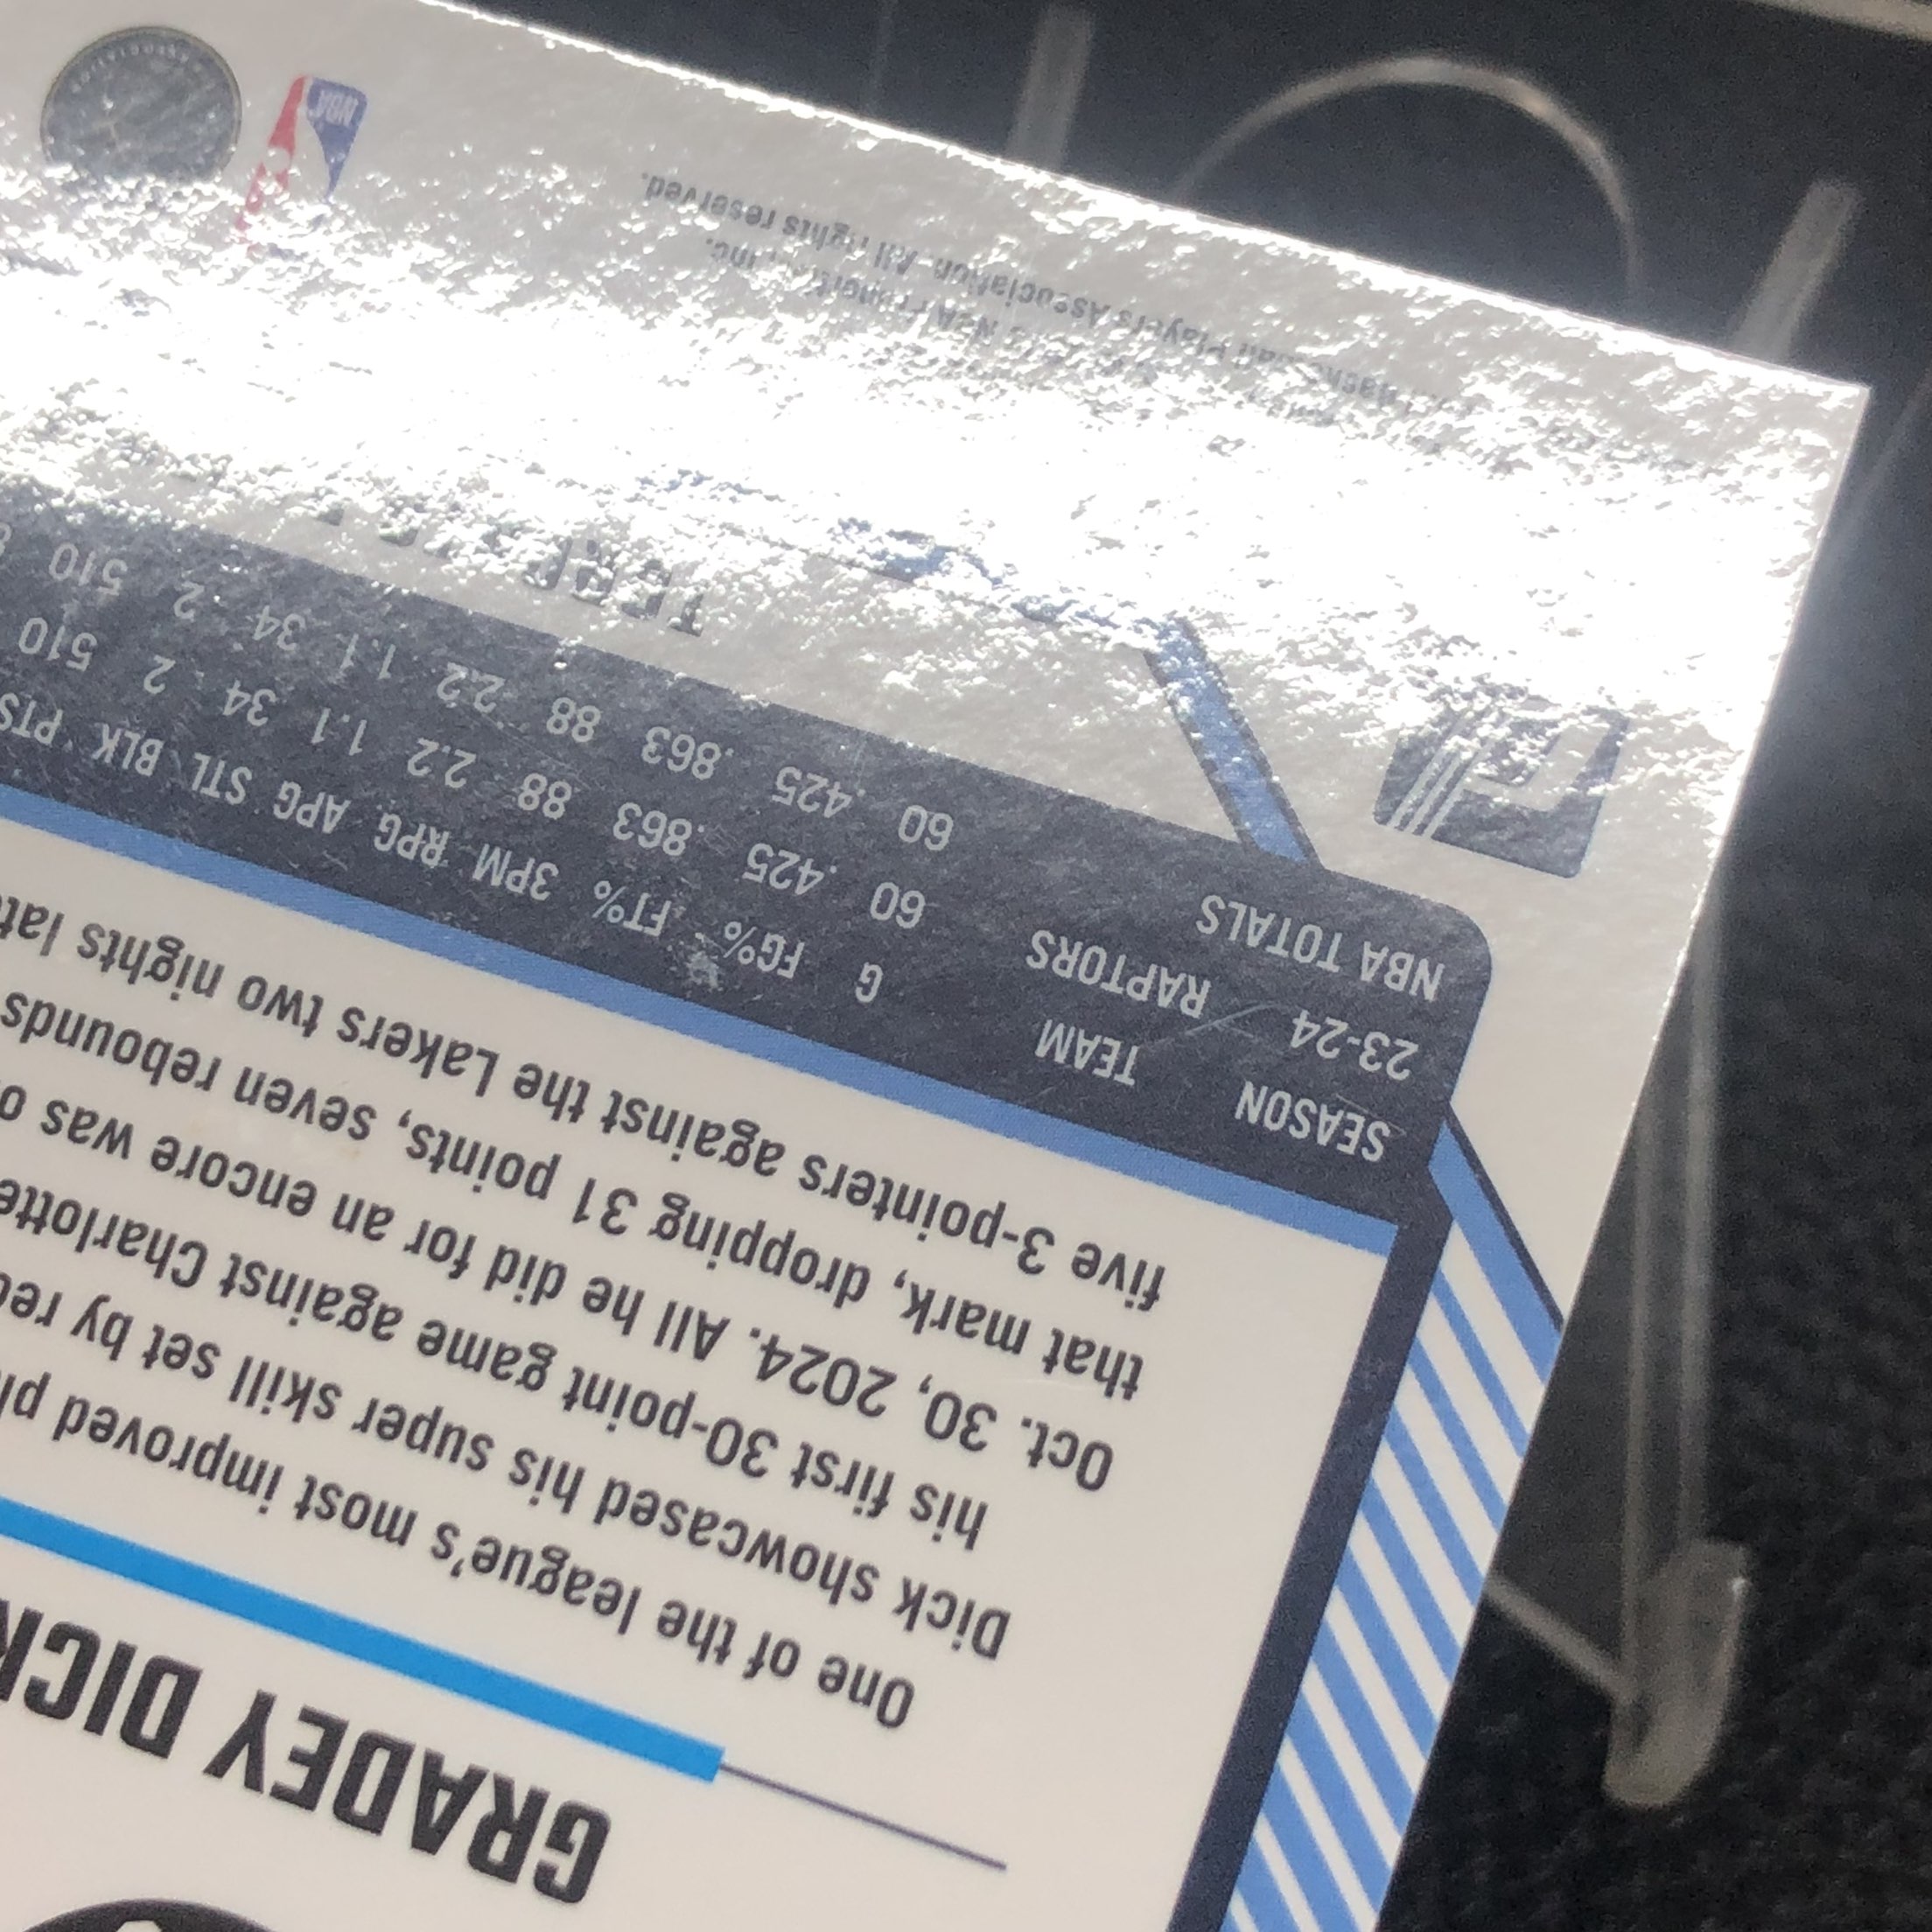 GRADEY DICK
One of the league's most improved
Dick showcased his super skill set by
his first 30-point game against Charlotte
Oct. 30, 2024. All he did for an encore was
that mark, dropping 31 points, seven rebounds
five 3-pointers against the Lakers two nights
SEASON TEAM G FG% FT% 3PM RPG APG STL BLK PTS
23-24 RAPTORS 60 .425 .863 88 2.2 1.1 34 2 510
NBA TOTALS 60 .425 .863 88 2.2 1.1 34 2 510
Players Association. All rights reserved.
NBA